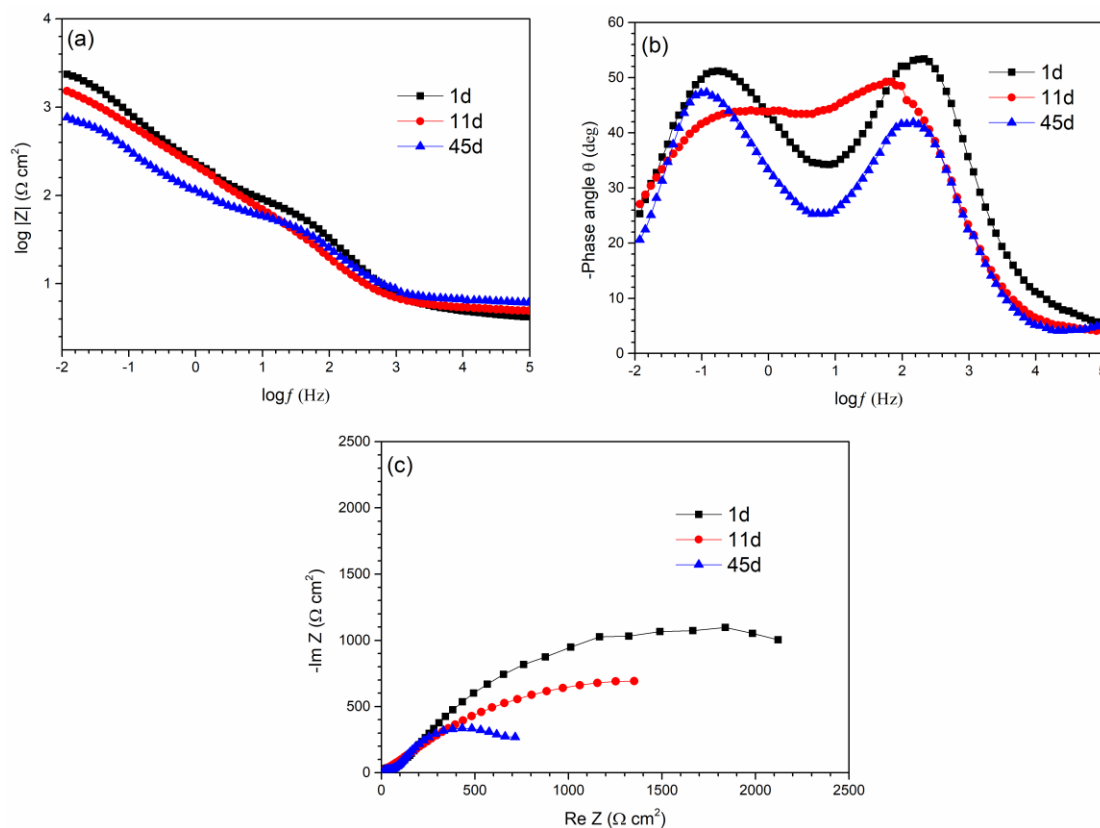 (a)
1d
11d
45d
log |Z| (Ω cm²)
4
3
2
1
-2 -1 0 1 2 3 4 5
logf (Hz)
(b)
1d
11d
45d
-Phase angle θ (deg)
60
50
40
30
20
10
0
-2 -1 0 1 2 3 4 5
logf (Hz)
(c)
1d
11d
45d
-Im Z (Ω cm²)
2500
2000
1500
1000
500
0
0 500 1000 1500 2000 2500
Re Z (Ω cm²)